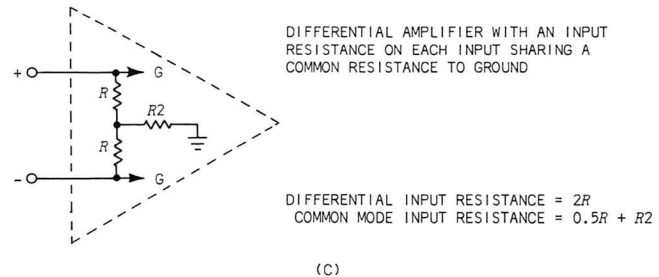 DIFFERENTIAL AMPLIFIER WITH AN INPUT
RESISTANCE ON EACH INPUT SHARING A
COMMON RESISTANCE TO GROUND
+
G
R
R2
R
-
G
DIFFERENTIAL INPUT RESISTANCE = 2R
COMMON MODE INPUT RESISTANCE = 0.5R + R2
(C)